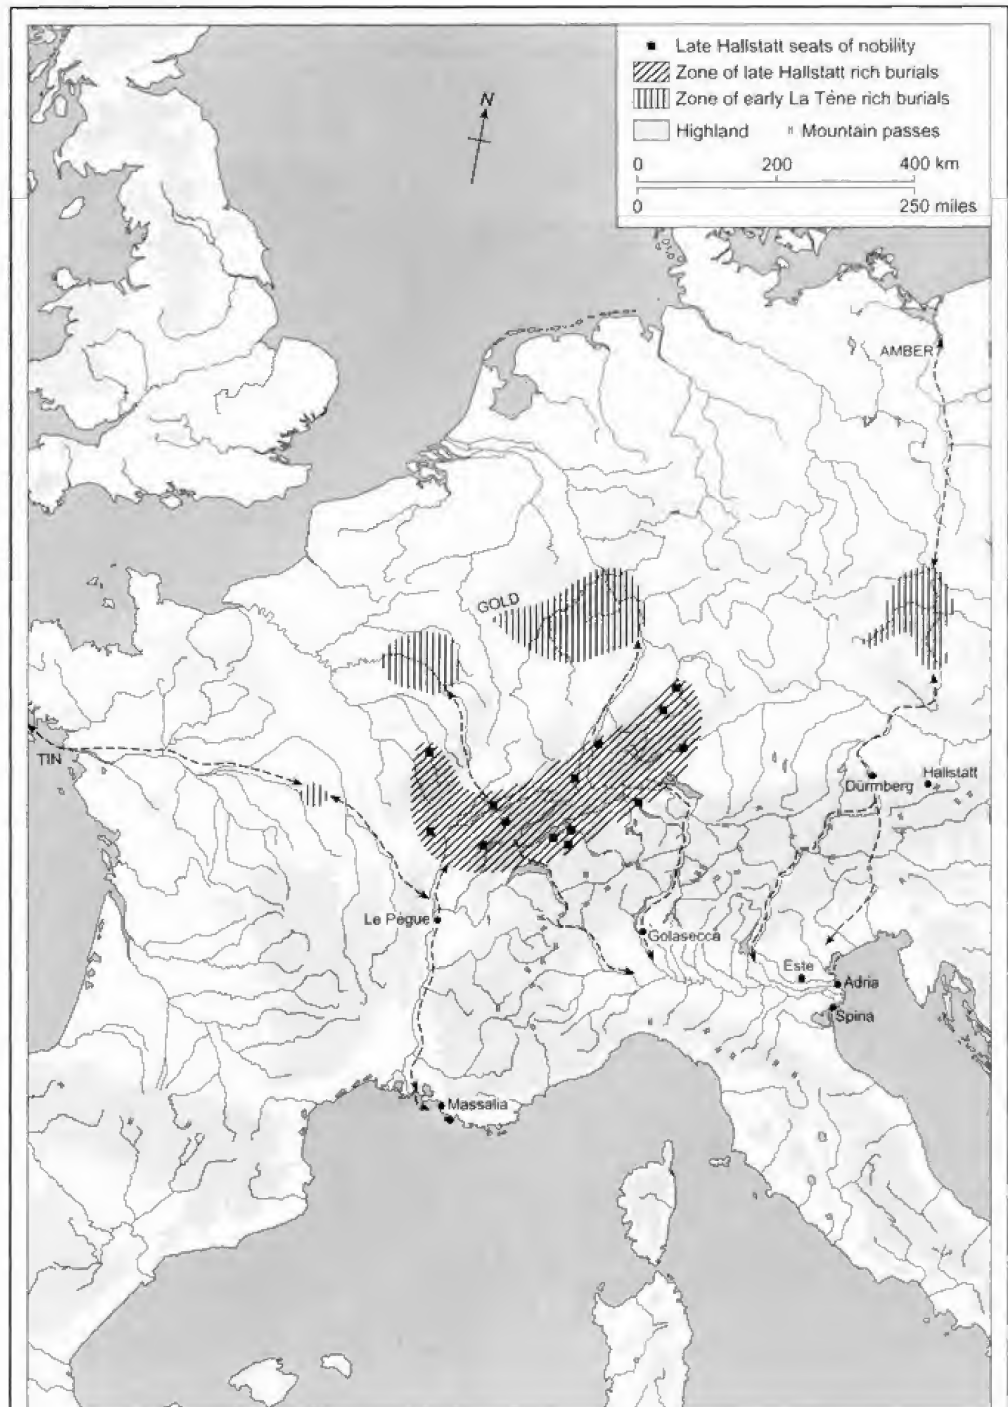 Late Hallstatt seats of nobility
Zone of late Hallstatt rich burials
Zone of early La Téne rich burials
Highland
Mountain passes
0 200 400 km
0 250 miles
N
AMBER
GOLD
TIN
Dürrnberg
Hallstatt
Le Pègue
Golasecca
Este
Adria
Spina
Massalia